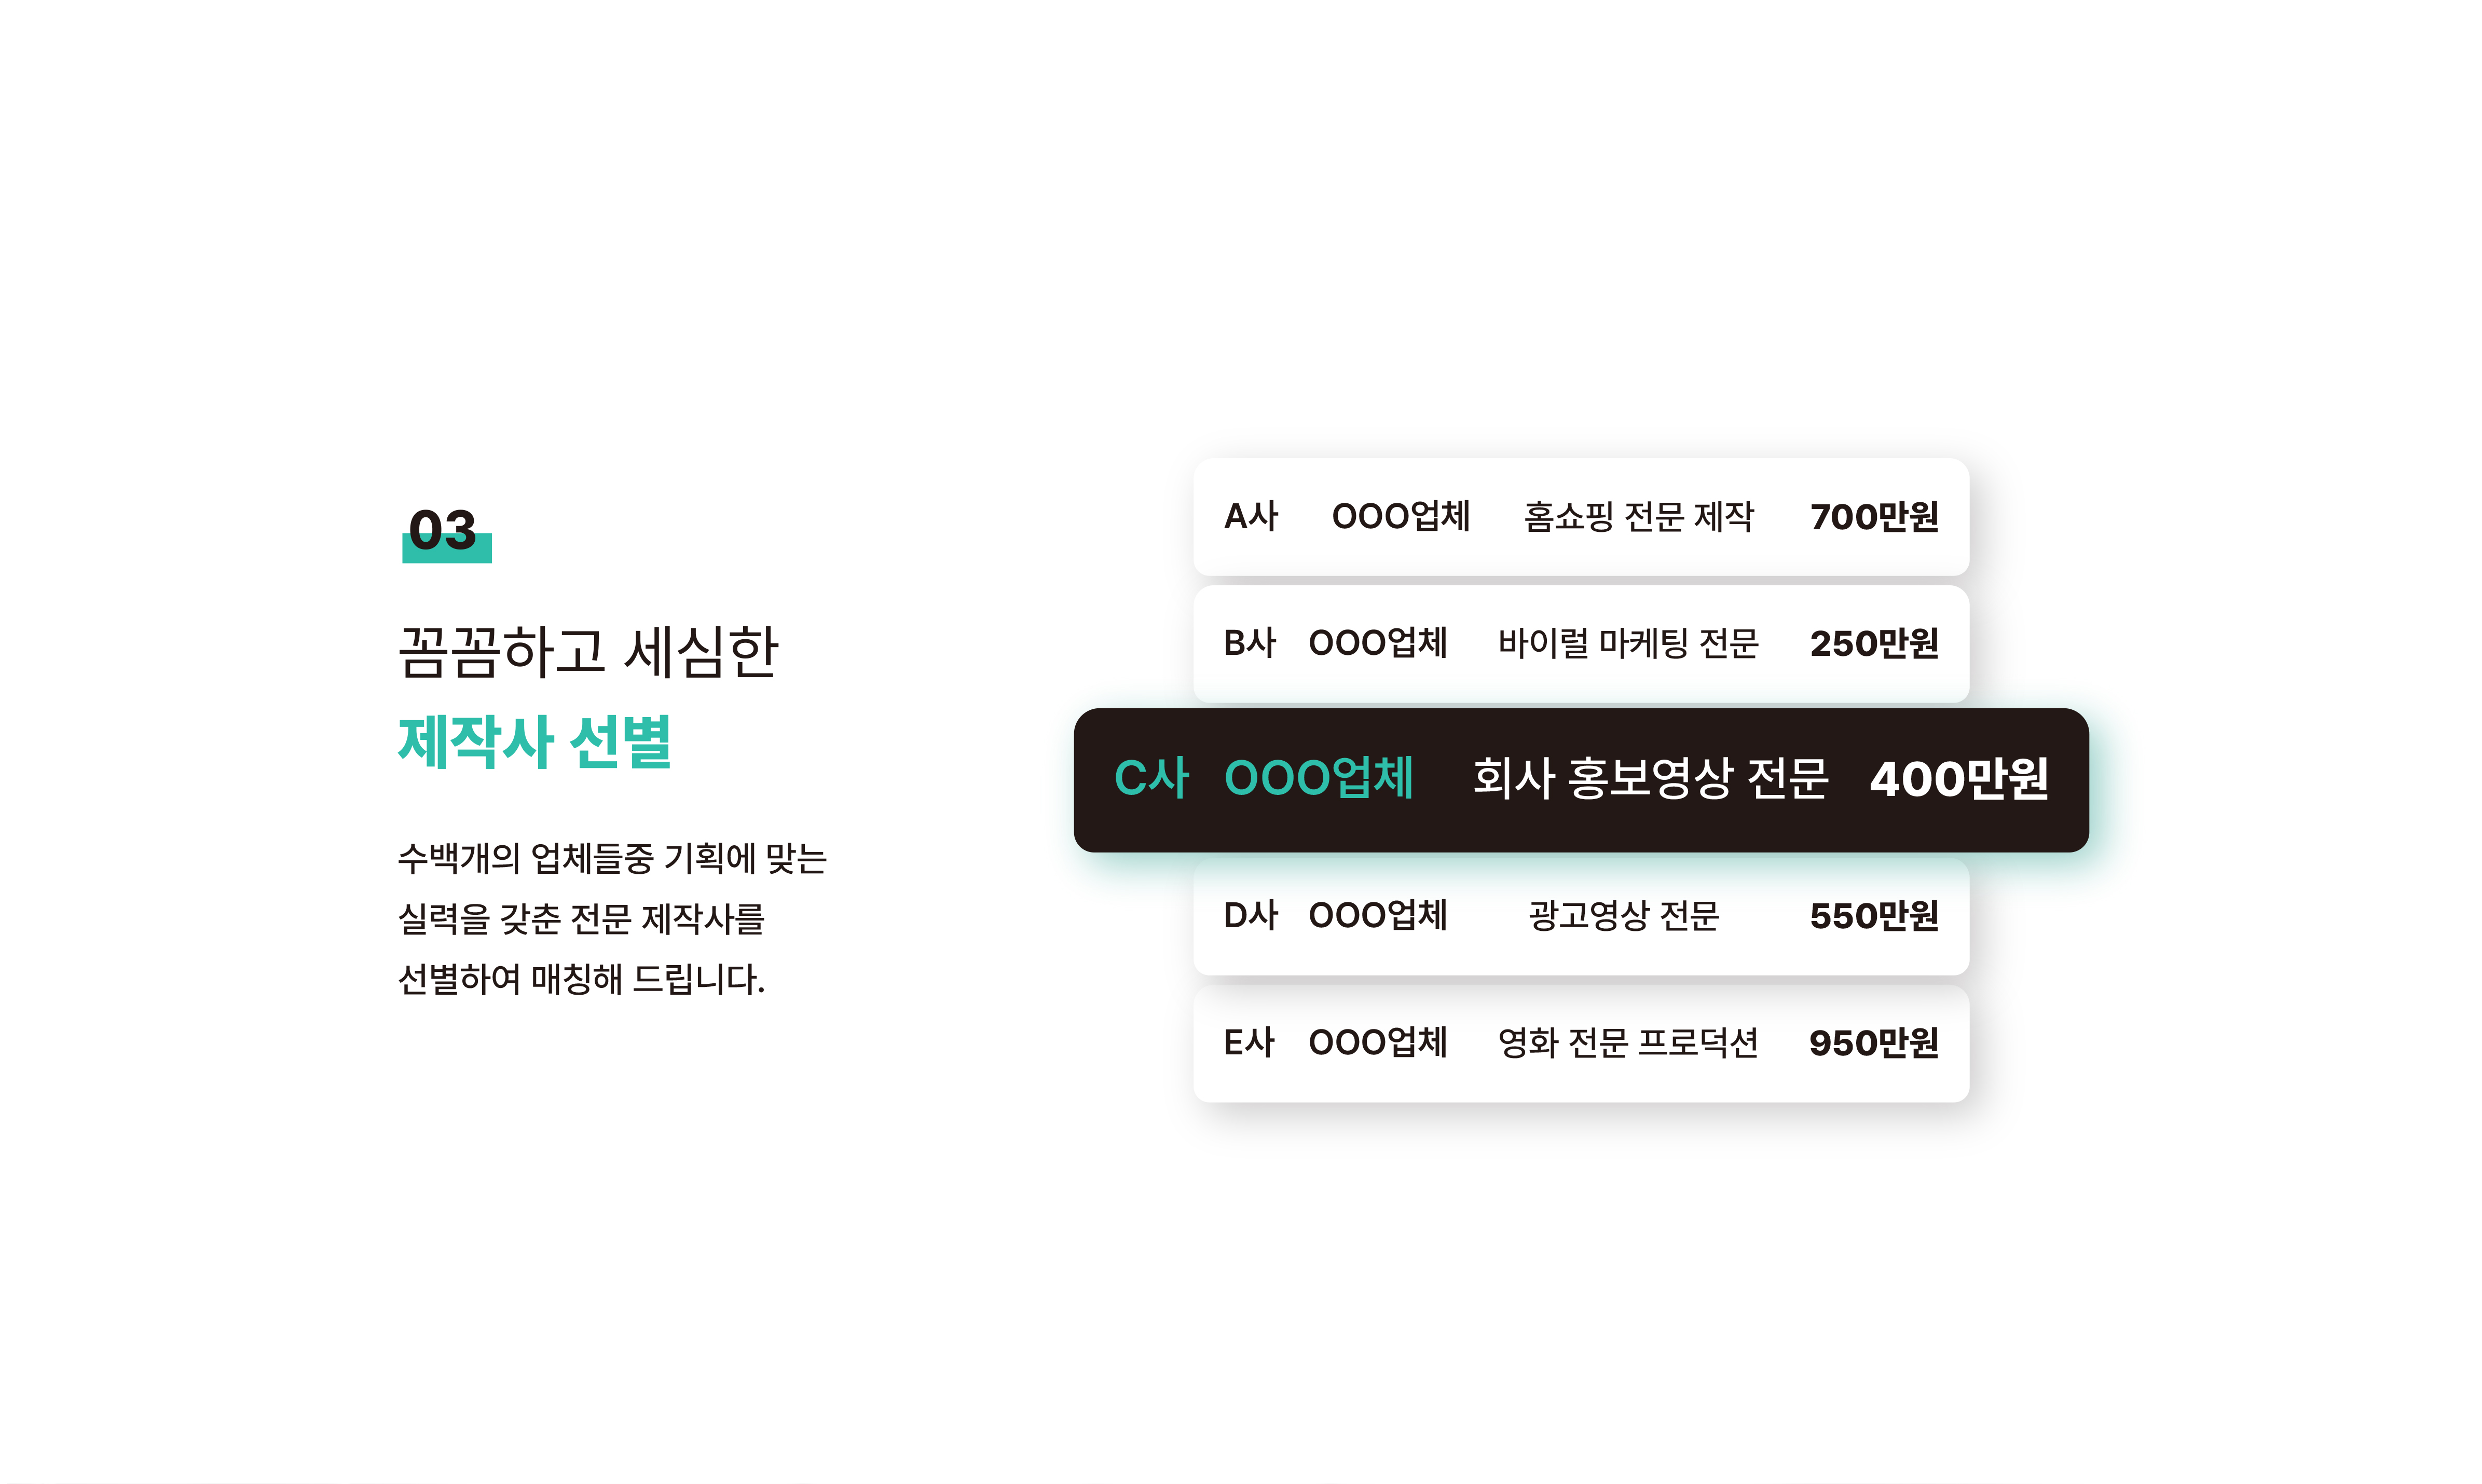 03
꼼꼼하고 세심한
제작사 선별
수백개의 업체들중 기획에 맞는
실력을 갖춘 전문 제작사를
선별하여 매칭해 드립니다.
A사 OOO업체 홈쇼핑 전문 제작 700만원
B사 OOO업체 바이럴 마케팅 전문 250만원
C사 OOO업체 회사 홍보영상 전문 400만원
D사 OOO업체 광고영상 전문 550만원
E사 OOO업체 영화 전문 프로덕션 950만원